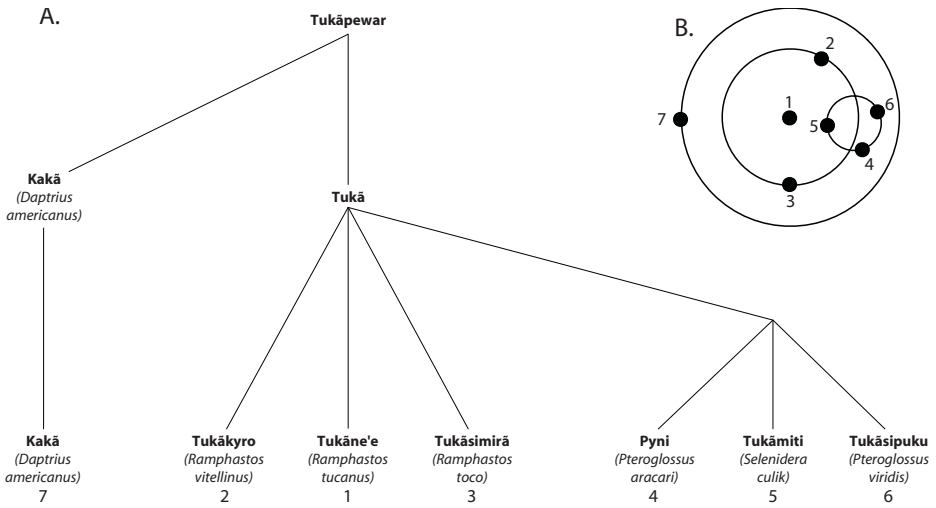 A.
Tukãpewar
B.
2
1
6
7
5
4
3
Kakã
(Daptrius
americanus)
Tukã
Kakã
(Daptrius
americanus)
7
Tukãkyro
(Ramphastos
vitellinus)
2
Tukãne'e
(Ramphastos
tucanus)
1
Tukãsimirã
(Ramphastos
toco)
3
Pyni
(Pteroglossus
aracari)
4
Tukãmiti
(Selenidera
culik)
5
Tukãsipuku
(Pteroglossus
viridis)
6